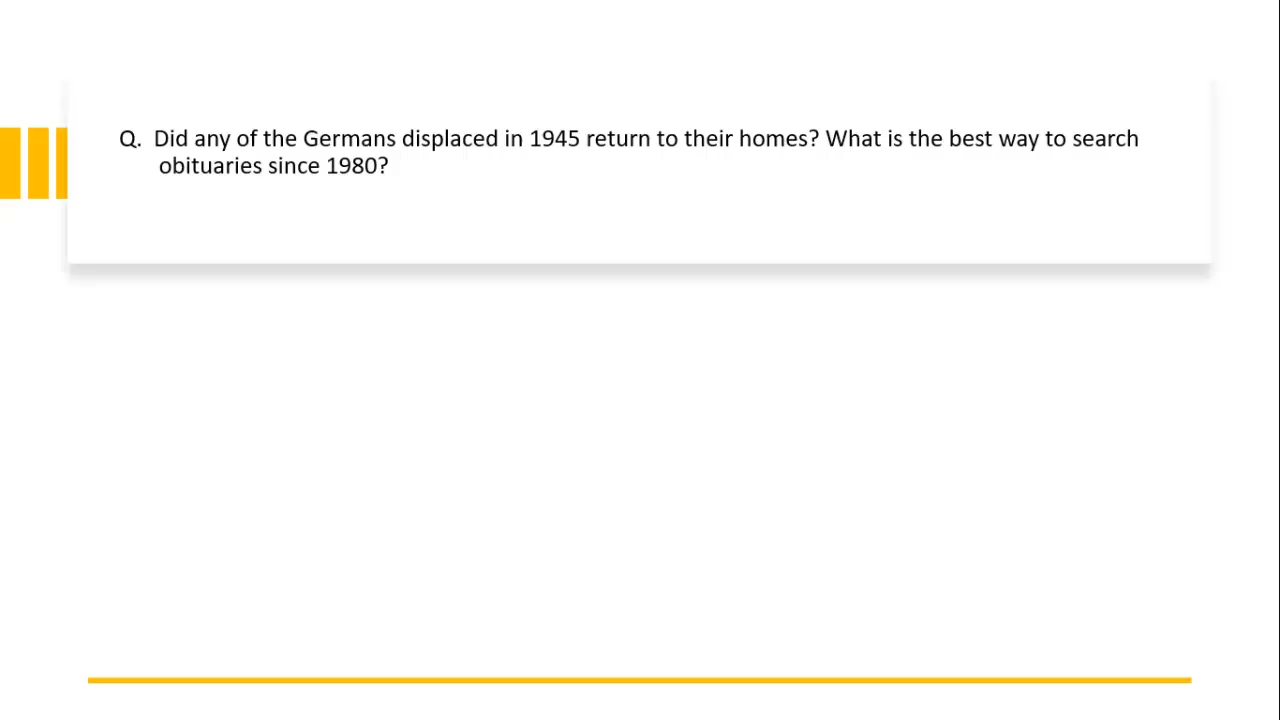 Q. Did any of the Germans displaced in 1945 return to their homes? What is the best way to search
obituaries since 1980?